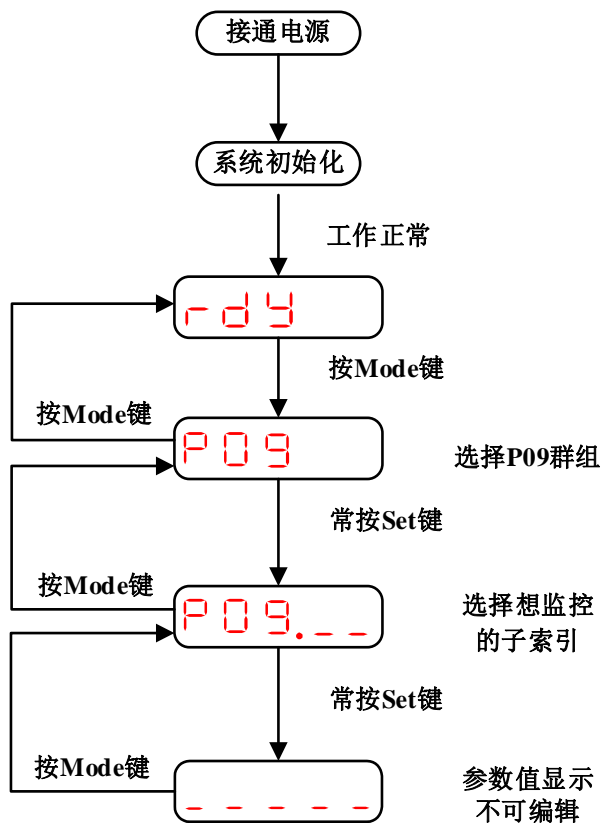 接通电源
系统初始化
工作正常
rdy
按Mode键
按Mode键
P09
选择P09群组
常按Set键
按Mode键
P09.__
选择想监控
的子索引
常按Set键
按Mode键
_ _ _ _ _
参数值显示
不可编辑